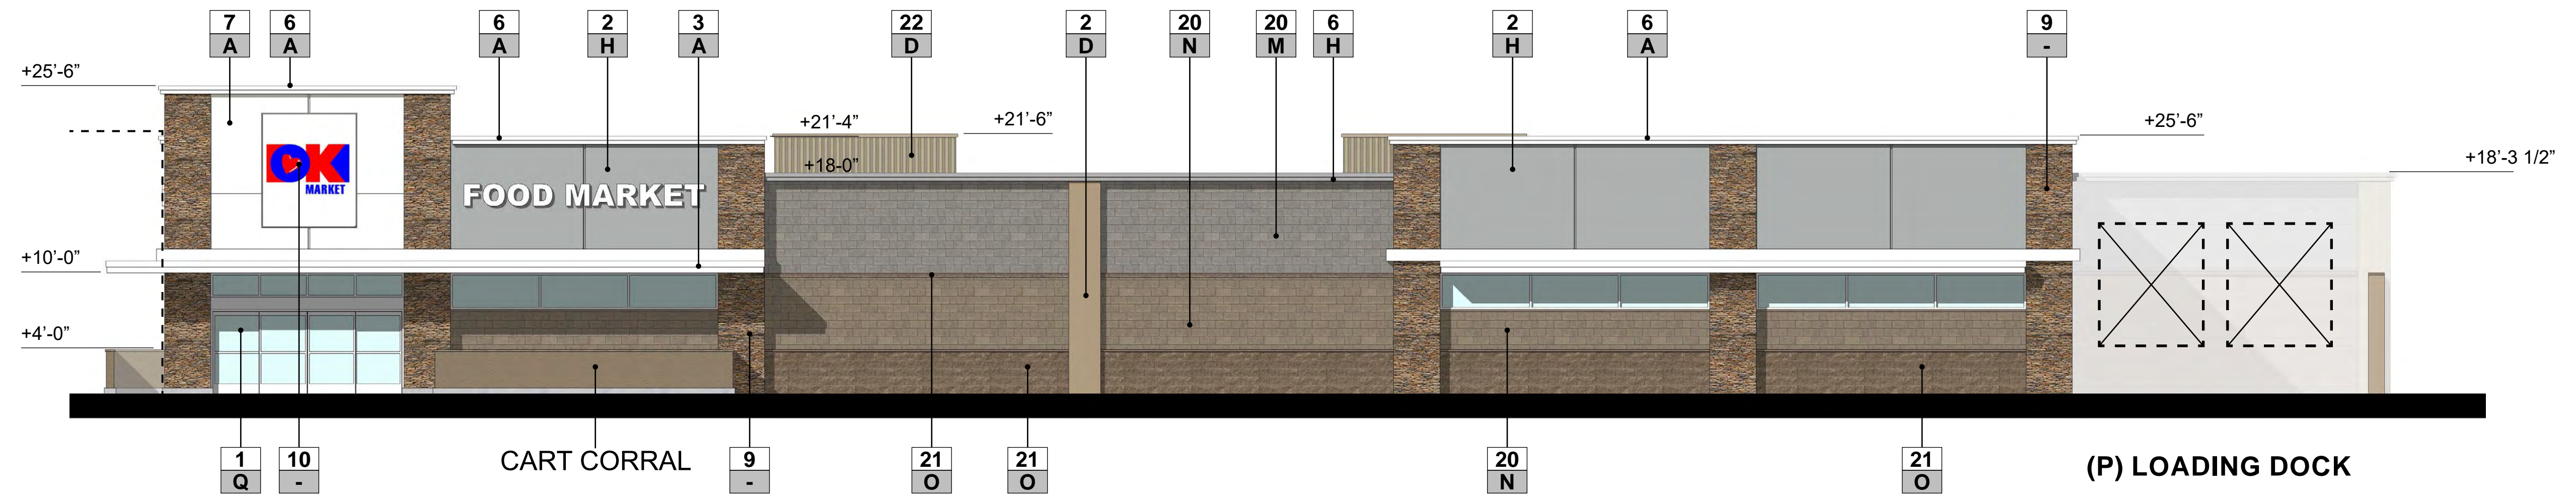 7 6 6 2 3 22 2 20 20 6 2 6 9
A A A H A D D N M H H A -
+25’-6”
+21’-4”
+21’-6”
+25’-6”
+18’-3 1/2”
+18-0”
OK
MARKET
FOOD MARKET
+10’-0”
+4’-0”
1 10 9 21 21 20 21
Q - - O O N O
CART CORRAL
(P) LOADING DOCK